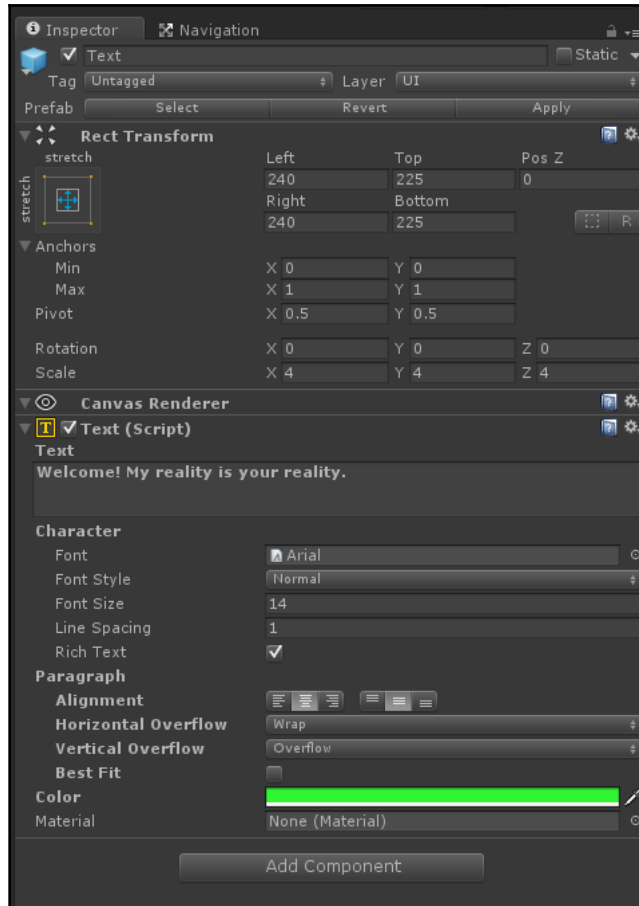 Inspector Navigation
Text Static
Tag Untagged Layer UI
Prefab Select Revert Apply
Rect Transform
stretch Left Top Pos Z
stretch 240 225 0
Right Bottom
240 225 R
Anchors
Min X 0 Y 0
Max X 1 Y 1
Pivot X 0.5 Y 0.5
Rotation X 0 Y 0 Z 0
Scale X 4 Y 4 Z 4
Canvas Renderer
T Text (Script)
Text
Welcome! My reality is your reality.
Character
Font Arial
Font Style Normal
Font Size 14
Line Spacing 1
Rich Text
Paragraph
Alignment
Horizontal Overflow Wrap
Vertical Overflow Overflow
Best Fit
Color
Material None (Material)
Add Component